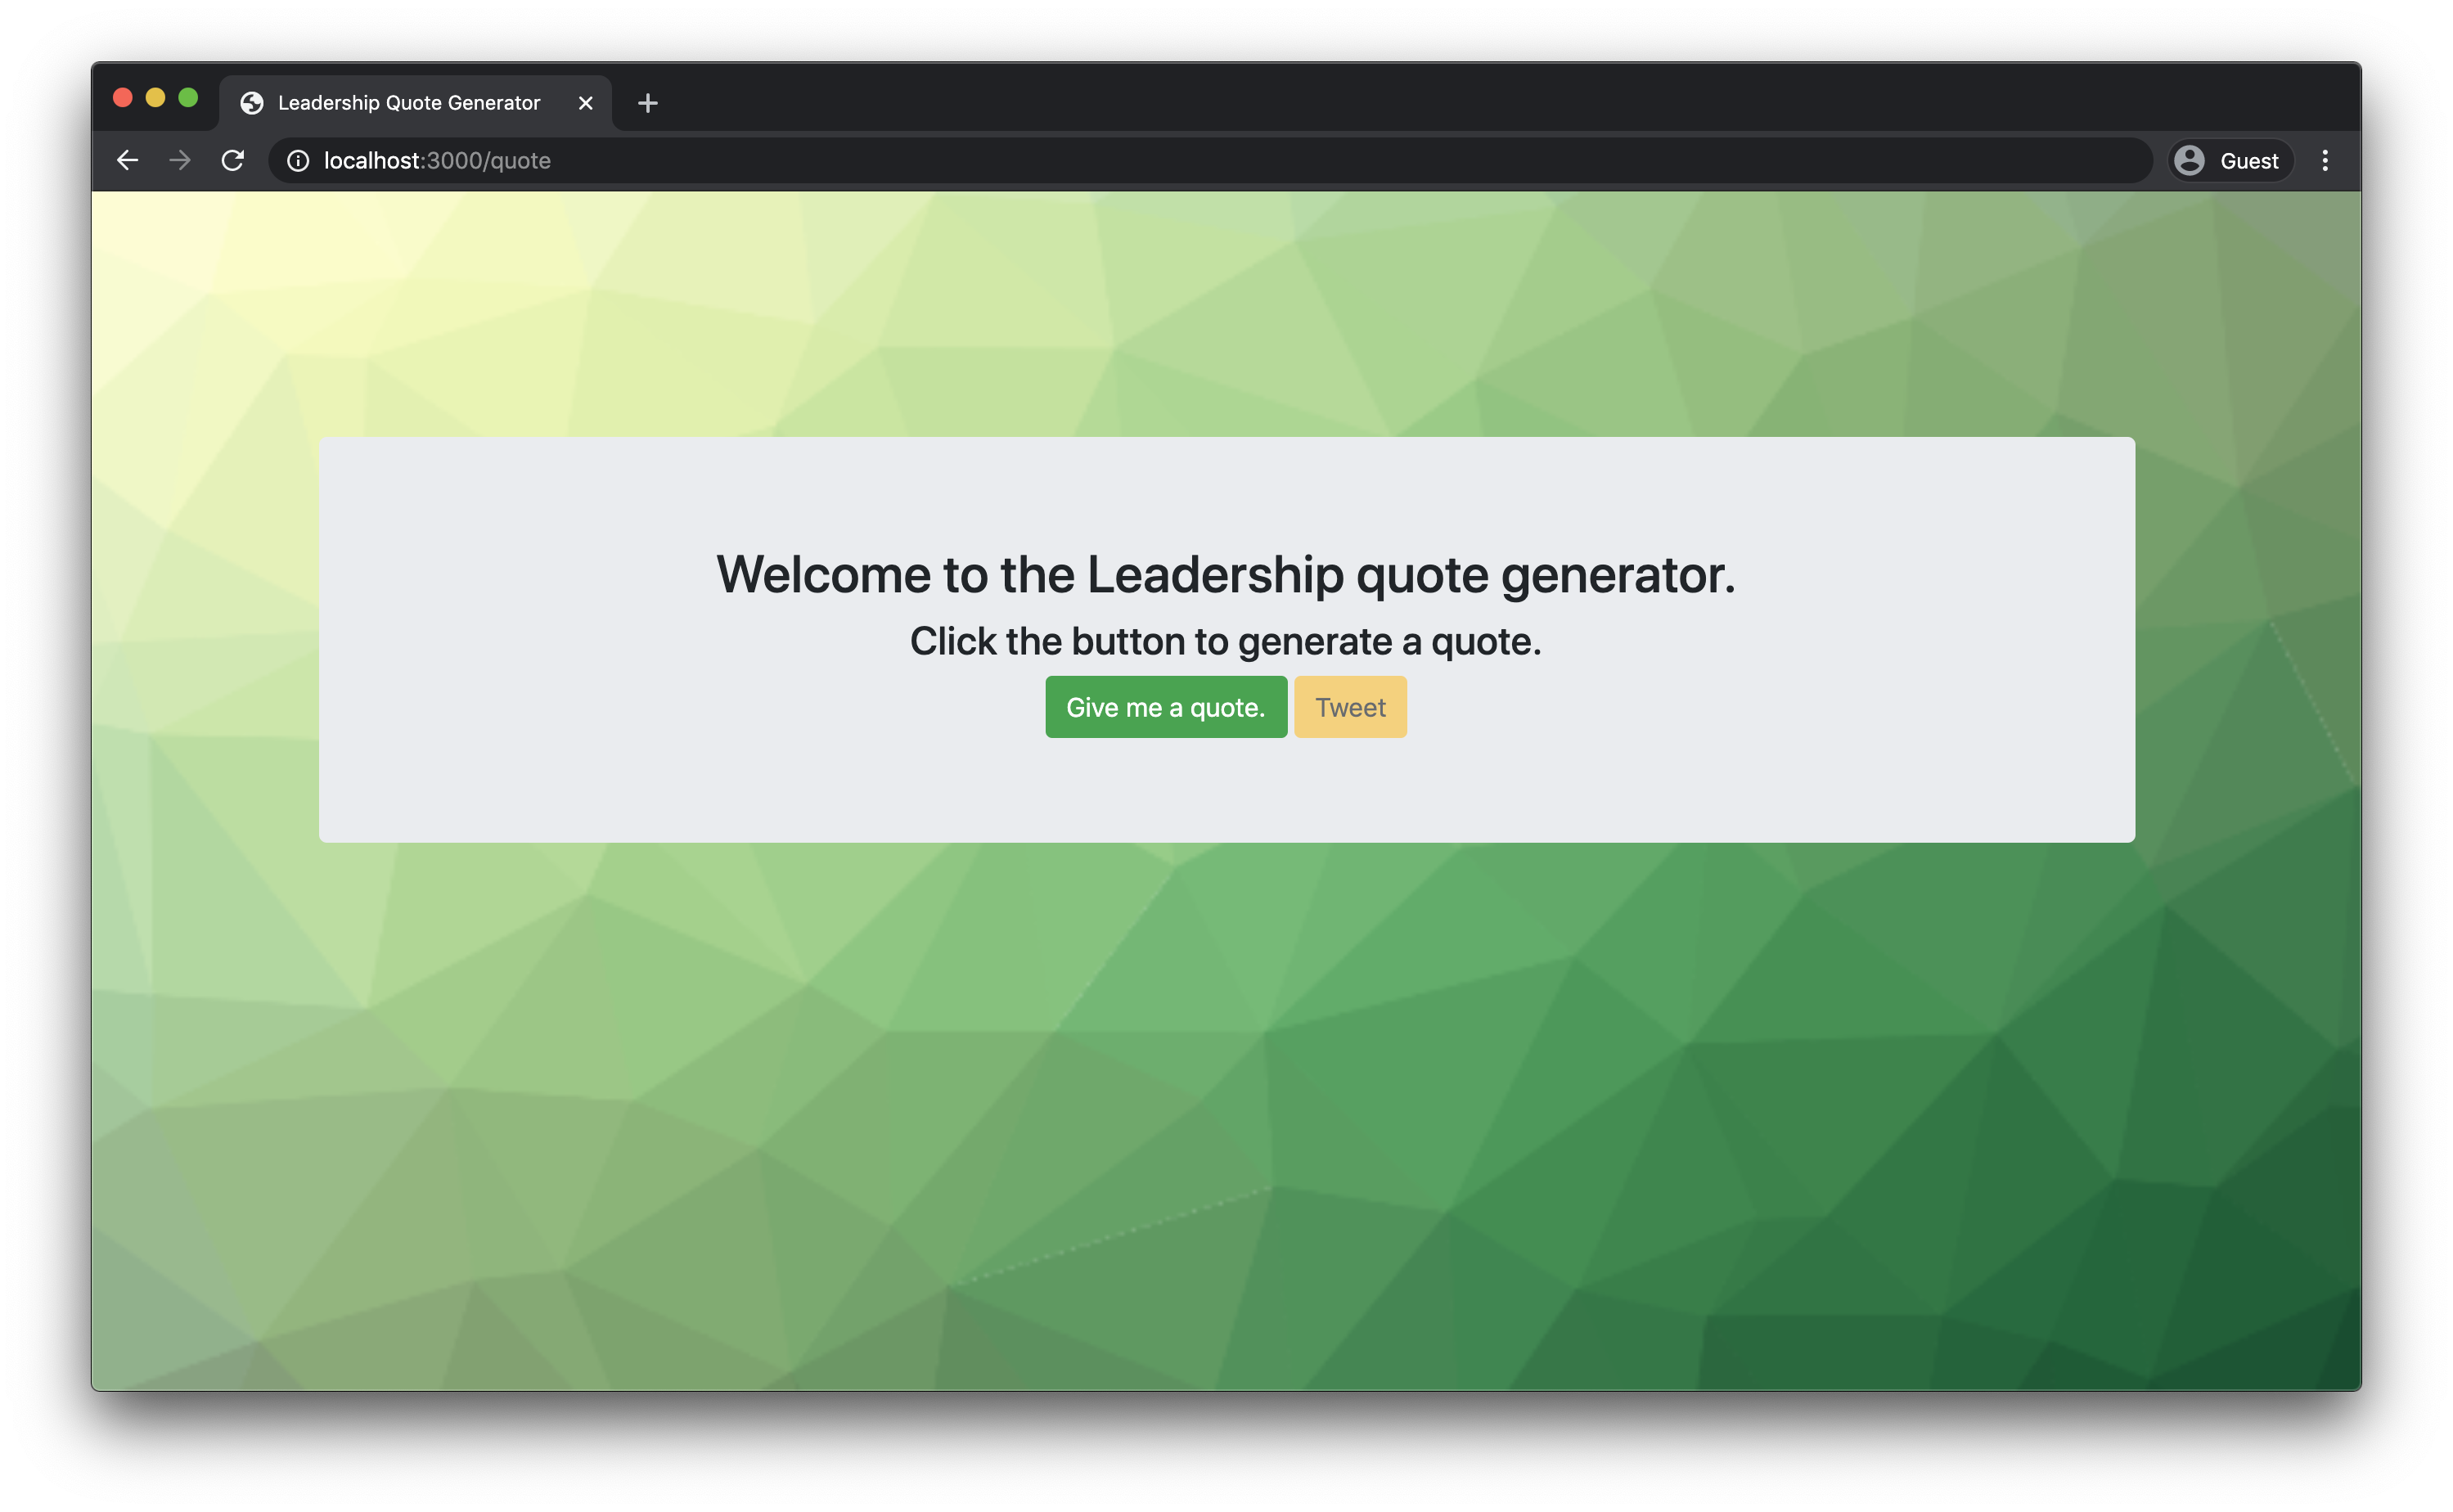 Leadership Quote Generator
localhost:3000/quote
Guest
Welcome to the Leadership quote generator.
Click the button to generate a quote.
Give me a quote. Tweet